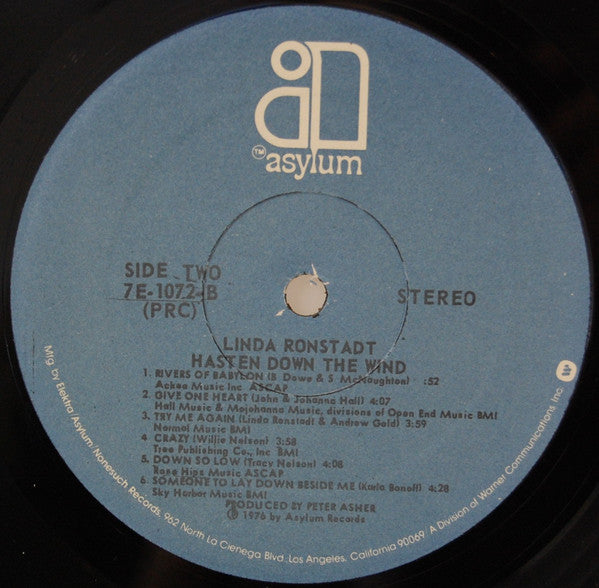 TM
asylum
SIDE TWO
7E-1072-B
(PRC)
STEREO
LINDA RONSTADT
HASTEN DOWN THE WIND
1. RIVERS OF BABYLON (B. Dowe & S. McNaughton) :52
Ackee Music Inc. ASCAP
2. GIVE ONE HEART (John & Johanna Hall) 4:07
Hall Music & Mojohanna Music, divisions of Open End Music BMI
3. TRY ME AGAIN (Linda Ronstadt & Andrew Gold) 3:59
Normal Music BMI
4. CRAZY (Willie Nelson) 3:58
Tree Publishing Co., Inc BMI
5. DOWN SO LOW (Tracy Nelson) 4:08
Rose Hips Music ASCAP
6. SOMEONE TO LAY DOWN BESIDE ME (Karla Bonoff) 4:28
Sky Harbor Music BMI
PRODUCED BY PETER ASHER
℗ 1976 by Asylum Records
Mfg. by Elektra/Asylum/Nonesuch Records, 962 North La Cienega Blvd., Los Angeles, California 90069 A Division of Warner Communications Inc.